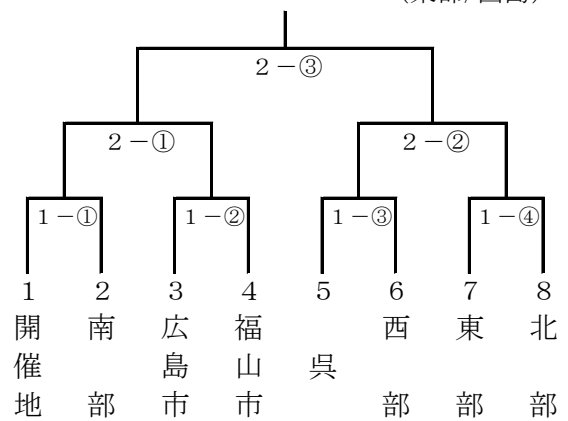 2－③
2－① 2－②
1－① 1－② 1－③ 1－④
1 2 3 4 5 6 7 8
開催地
南部
広島市
福山市
呉
西部
東部
北部